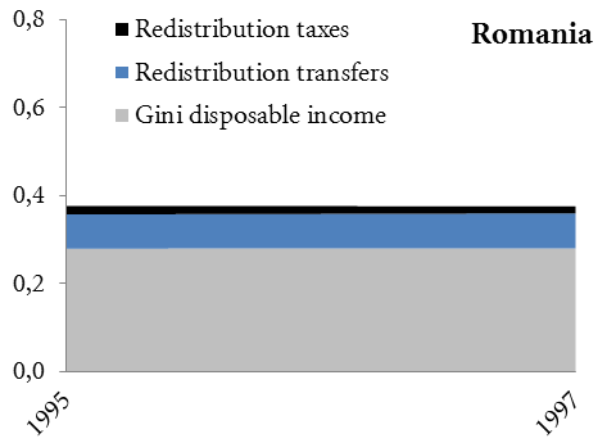 Romania
Redistribution taxes
Redistribution transfers
Gini disposable income
0,8
0,6
0,4
0,2
0,0
1995
1997